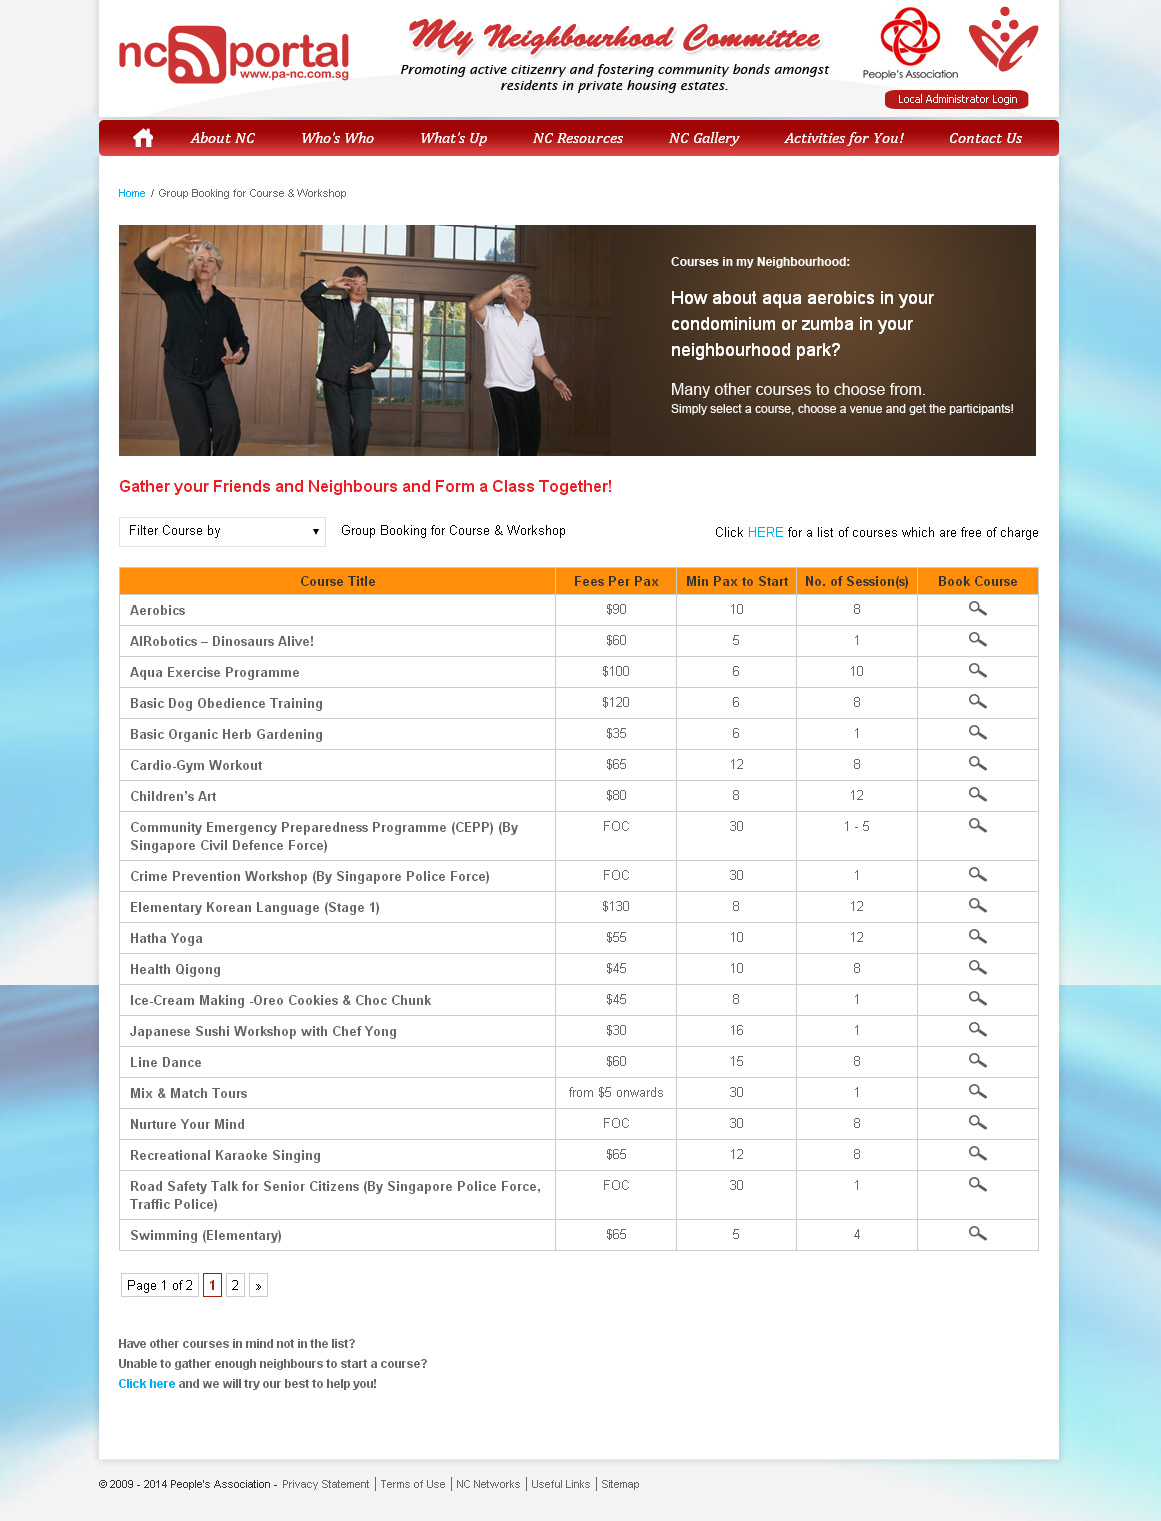 nc portal
www.pa-nc.com.sg
My Neighbourhood Committee
Promoting active citizenry and fostering community bonds amongst
residents in private housing estates.
People's Association
Local Administrator Login
About NC Who's Who What's Up NC Resources NC Gallery Activities for You! Contact Us
Home / Group Booking for Course & Workshop
Courses in my Neighbourhood:
How about aqua aerobics in your
condominium or zumba in your
neighbourhood park?
Many other courses to choose from.
Simply select a course, choose a venue and get the participants!
Gather your Friends and Neighbours and Form a Class Together!
Filter Course by ▾ Group Booking for Course & Workshop Click HERE for a list of courses which are free of charge
Course Title Fees Per Pax Min Pax to Start No. of Session(s) Book Course
Aerobics $90 10 8
AIRobotics – Dinosaurs Alive! $60 5 1
Aqua Exercise Programme $100 6 10
Basic Dog Obedience Training $120 6 8
Basic Organic Herb Gardening $35 6 1
Cardio-Gym Workout $65 12 8
Children's Art $80 8 12
Community Emergency Preparedness Programme (CEPP) (By FOC 30 1 - 5
Singapore Civil Defence Force)
Crime Prevention Workshop (By Singapore Police Force) FOC 30 1
Elementary Korean Language (Stage 1) $130 8 12
Hatha Yoga $55 10 12
Health Qigong $45 10 8
Ice-Cream Making -Oreo Cookies & Choc Chunk $45 8 1
Japanese Sushi Workshop with Chef Yong $30 16 1
Line Dance $60 15 8
Mix & Match Tours from $5 onwards 30 1
Nurture Your Mind FOC 30 8
Recreational Karaoke Singing $65 12 8
Road Safety Talk for Senior Citizens (By Singapore Police Force, FOC 30 1
Traffic Police)
Swimming (Elementary) $65 5 4
Page 1 of 2 1 2 »
Have other courses in mind not in the list?
Unable to gather enough neighbours to start a course?
Click here and we will try our best to help you!
© 2009 - 2014 People's Association - Privacy Statement | Terms of Use | NC Networks | Useful Links | Sitemap